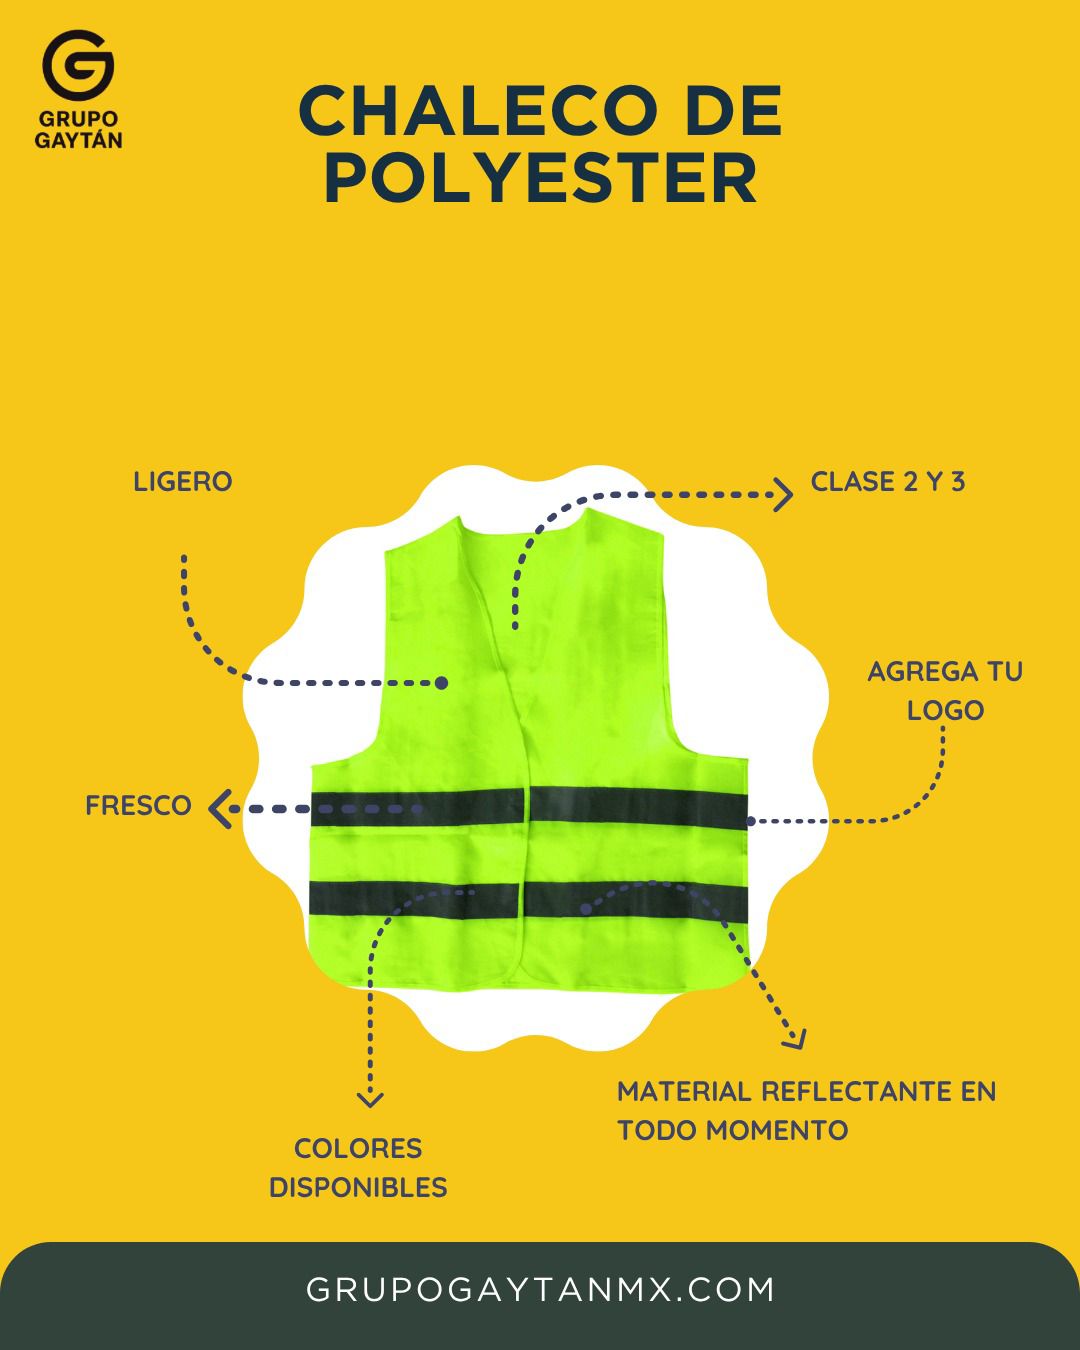 GRUPO
GAYTÁN
CHALECO DE
POLYESTER
LIGERO
CLASE 2 Y 3
AGREGA TU
LOGO
FRESCO
MATERIAL REFLECTANTE EN
TODO MOMENTO
COLORES
DISPONIBLES
GRUPOGAYTANMX.COM